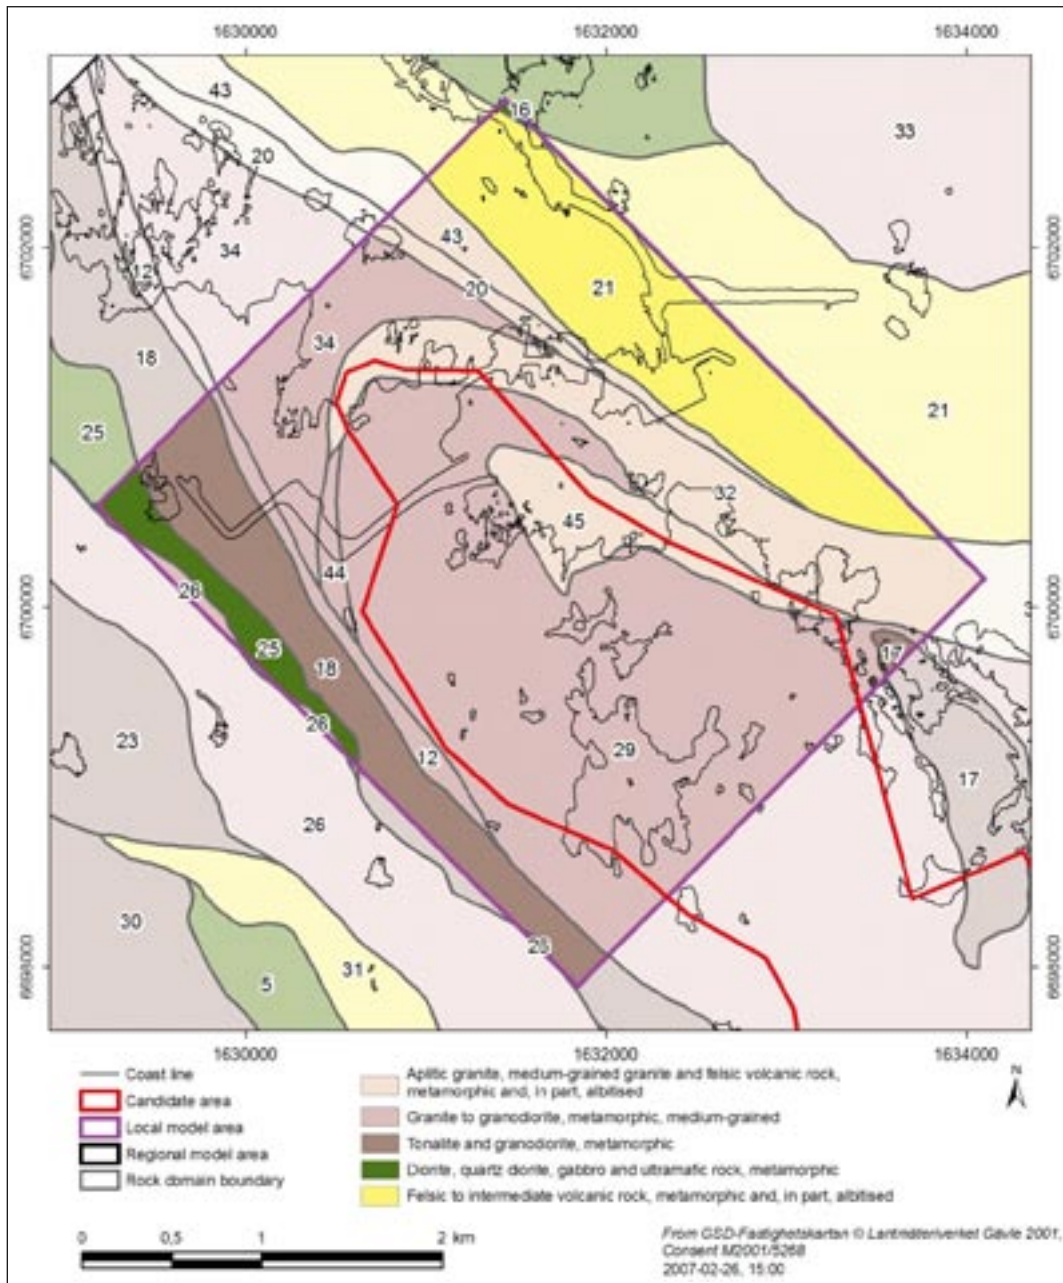 1630000 1632000 1634000
16
43
33
20
34
43
6702000
6702000
12
20
21
18
34
25
21
32
45
44
6700000
6700000
26
25
18
17
26
23
12
29
17
26
30
31
5
25
6698000
6698000
1630000 1632000 1634000
Coast line
Candidate area
Local model area
Regional model area
Rock domain boundary
Aplitic granite, medium-grained granite and felsic volcanic rock,
metamorphic and, in part, albitised
Granite to granodiorite, metamorphic, medium-grained
Tonalite and granodiorite, metamorphic
Diorite, quartz diorite, gabbro and ultramafic rock, metamorphic
Felsic to intermediate volcanic rock, metamorphic and, in part, albitised
N
0 0,5 1 2 km
From GSD-Fastighetskartan © Lantmäteriverket Gävle 2001,
Consent M2001/5268
2007-02-26, 15:00